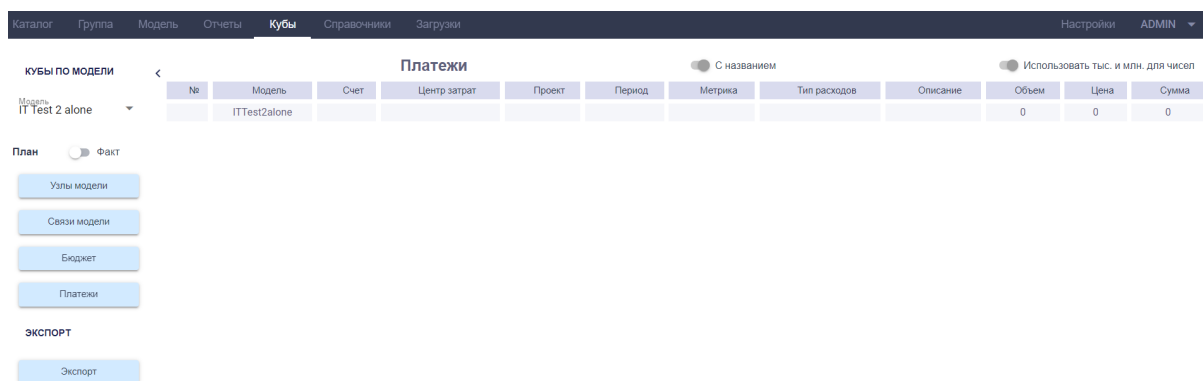 Каталог Группа Модель Отчеты Кубы Справочники Загрузки Настройки ADMIN
КУБЫ ПО МОДЕЛИ
Платежи С названием Использовать тыс. и млн. для чисел
№ Модель Счет Центр затрат Проект Период Метрика Тип расходов Описание Объем Цена Сумма
ITTest2alone 0 0 0
Модель
IT Test 2 alone
План Факт
Узлы модели
Связи модели
Бюджет
Платежи
ЭКСПОРТ
Экспорт